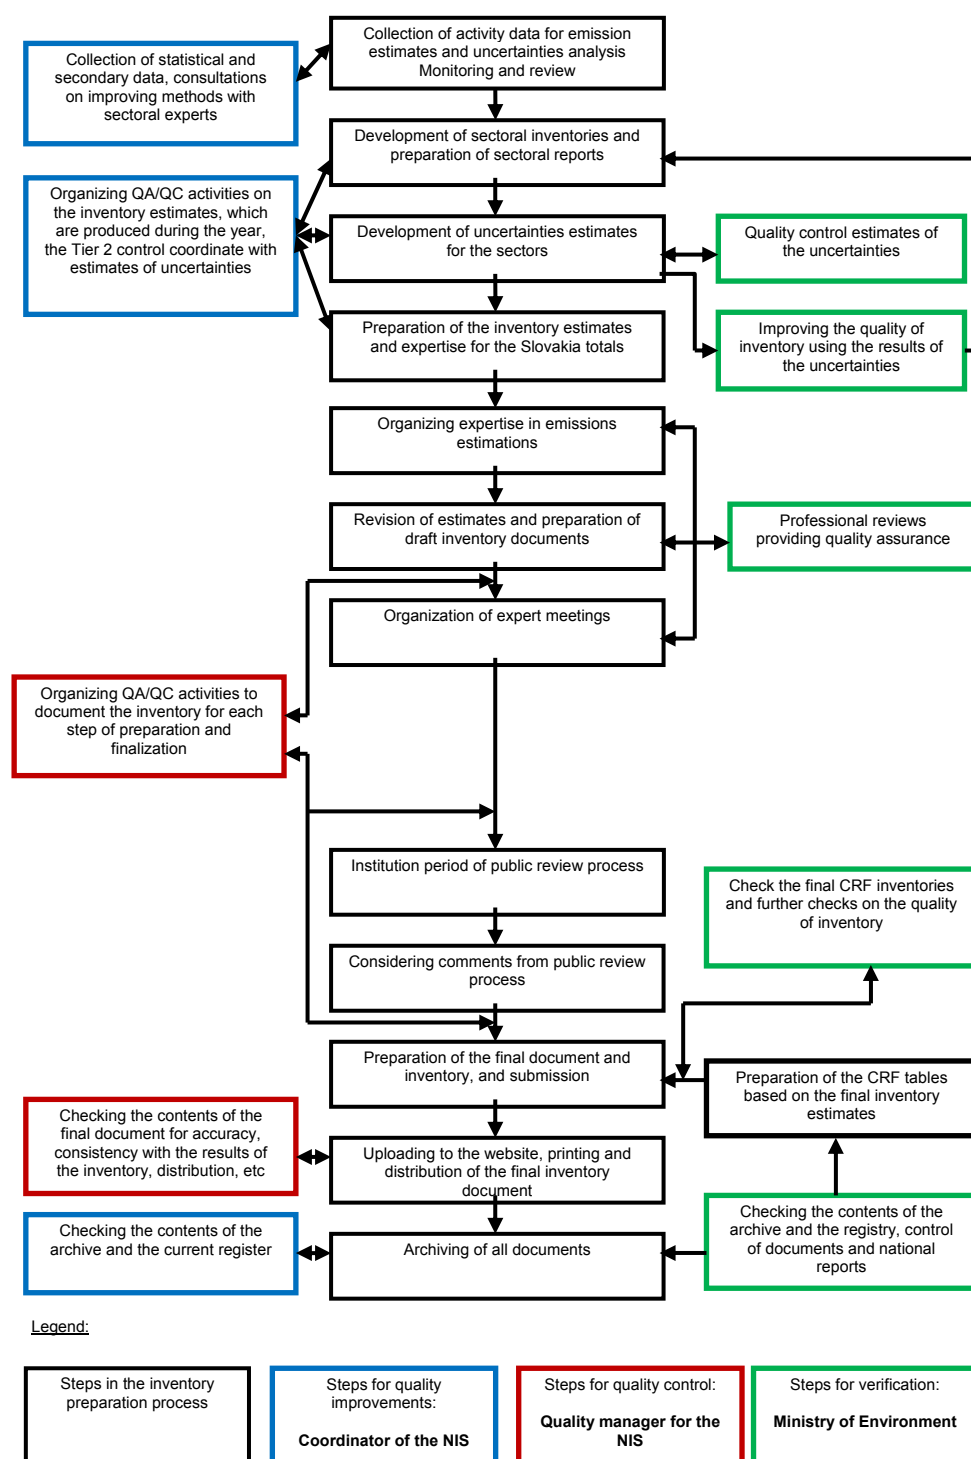 Collection of activity data for emission
estimates and uncertainties analysis
Monitoring and review
Collection of statistical and
secondary data, consultations
on improving methods with
sectoral experts
Development of sectoral inventories and
preparation of sectoral reports
Organizing QA/QC activities on
the inventory estimates, which
are produced during the year,
the Tier 2 control coordinate with
estimates of uncertainties
Development of uncertainties estimates
for the sectors
Quality control estimates of
the uncertainties
Preparation of the inventory estimates
and expertise for the Slovakia totals
Improving the quality of
inventory using the results of
the uncertainties
Organizing expertise in emissions
estimations
Revision of estimates and preparation of
draft inventory documents
Professional reviews
providing quality assurance
Organization of expert meetings
Organizing QA/QC activities to
document the inventory for each
step of preparation and
finalization
Institution period of public review process
Check the final CRF inventories
and further checks on the quality
of inventory
Considering comments from public review
process
Preparation of the final document and
inventory, and submission
Preparation of the CRF tables
based on the final inventory
estimates
Checking the contents of the
final document for accuracy,
consistency with the results of
the inventory, distribution, etc
Uploading to the website, printing and
distribution of the final inventory
document
Checking the contents of the
archive and the registry, control
of documents and national
reports
Checking the contents of the
archive and the current register
Archiving of all documents
Legend:
Steps in the inventory
preparation process
Steps for quality
improvements:
Coordinator of the NIS
Steps for quality control:
Quality manager for the
NIS
Steps for verification:
Ministry of Environment